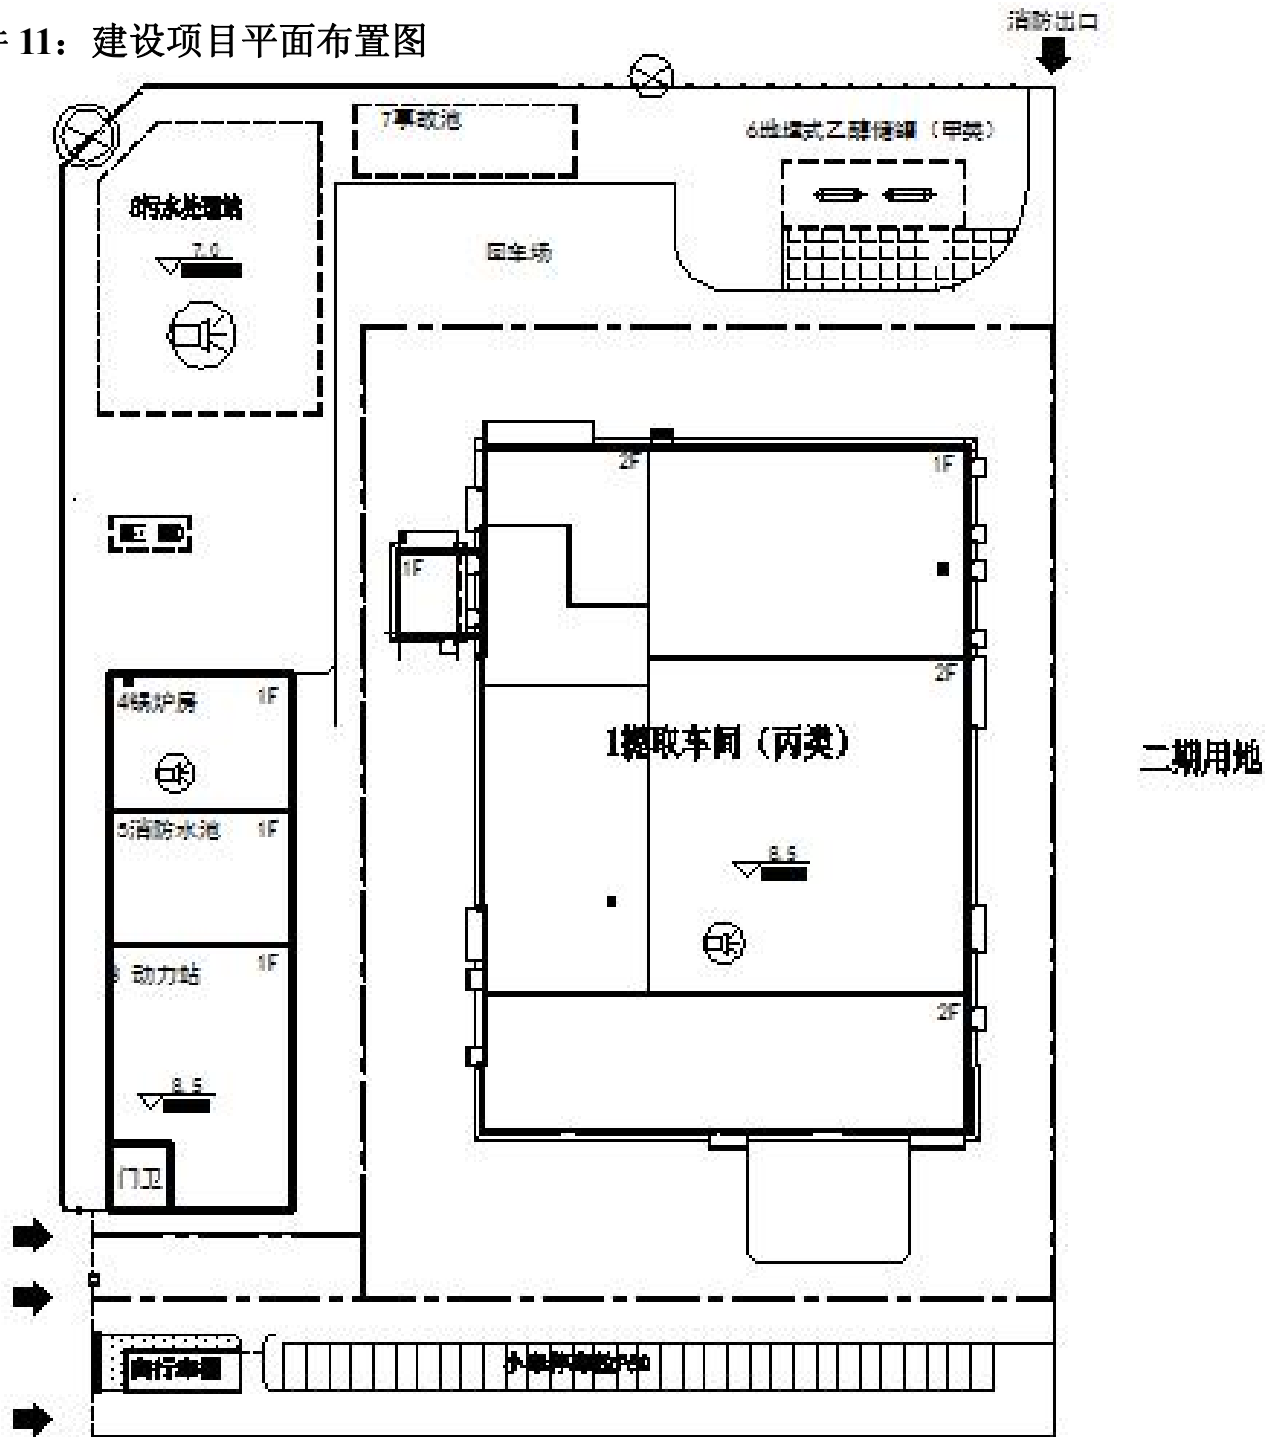 11：建设项目平面布置图
消防出口
7事故池
6地埋式乙醇储罐（甲类）
8污水处理站
7.0
回车场
2F
1F
1F
2F
4锅炉房
1F
1提取车间（丙类）
二期用地
5消防水池
1F
8.5
动力站
1F
2F
8.5
门卫
自行车棚